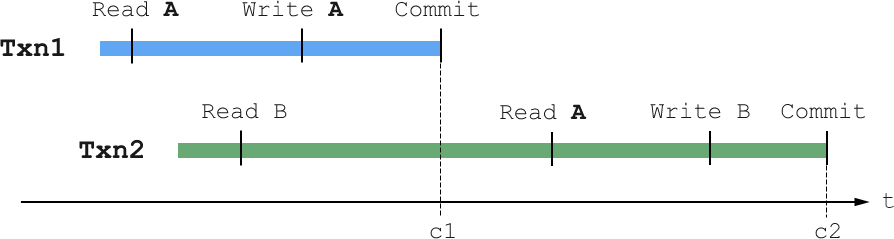 Read A Write A Commit
Txn1
Read B Read A Write B Commit
Txn2
t
c1 c2